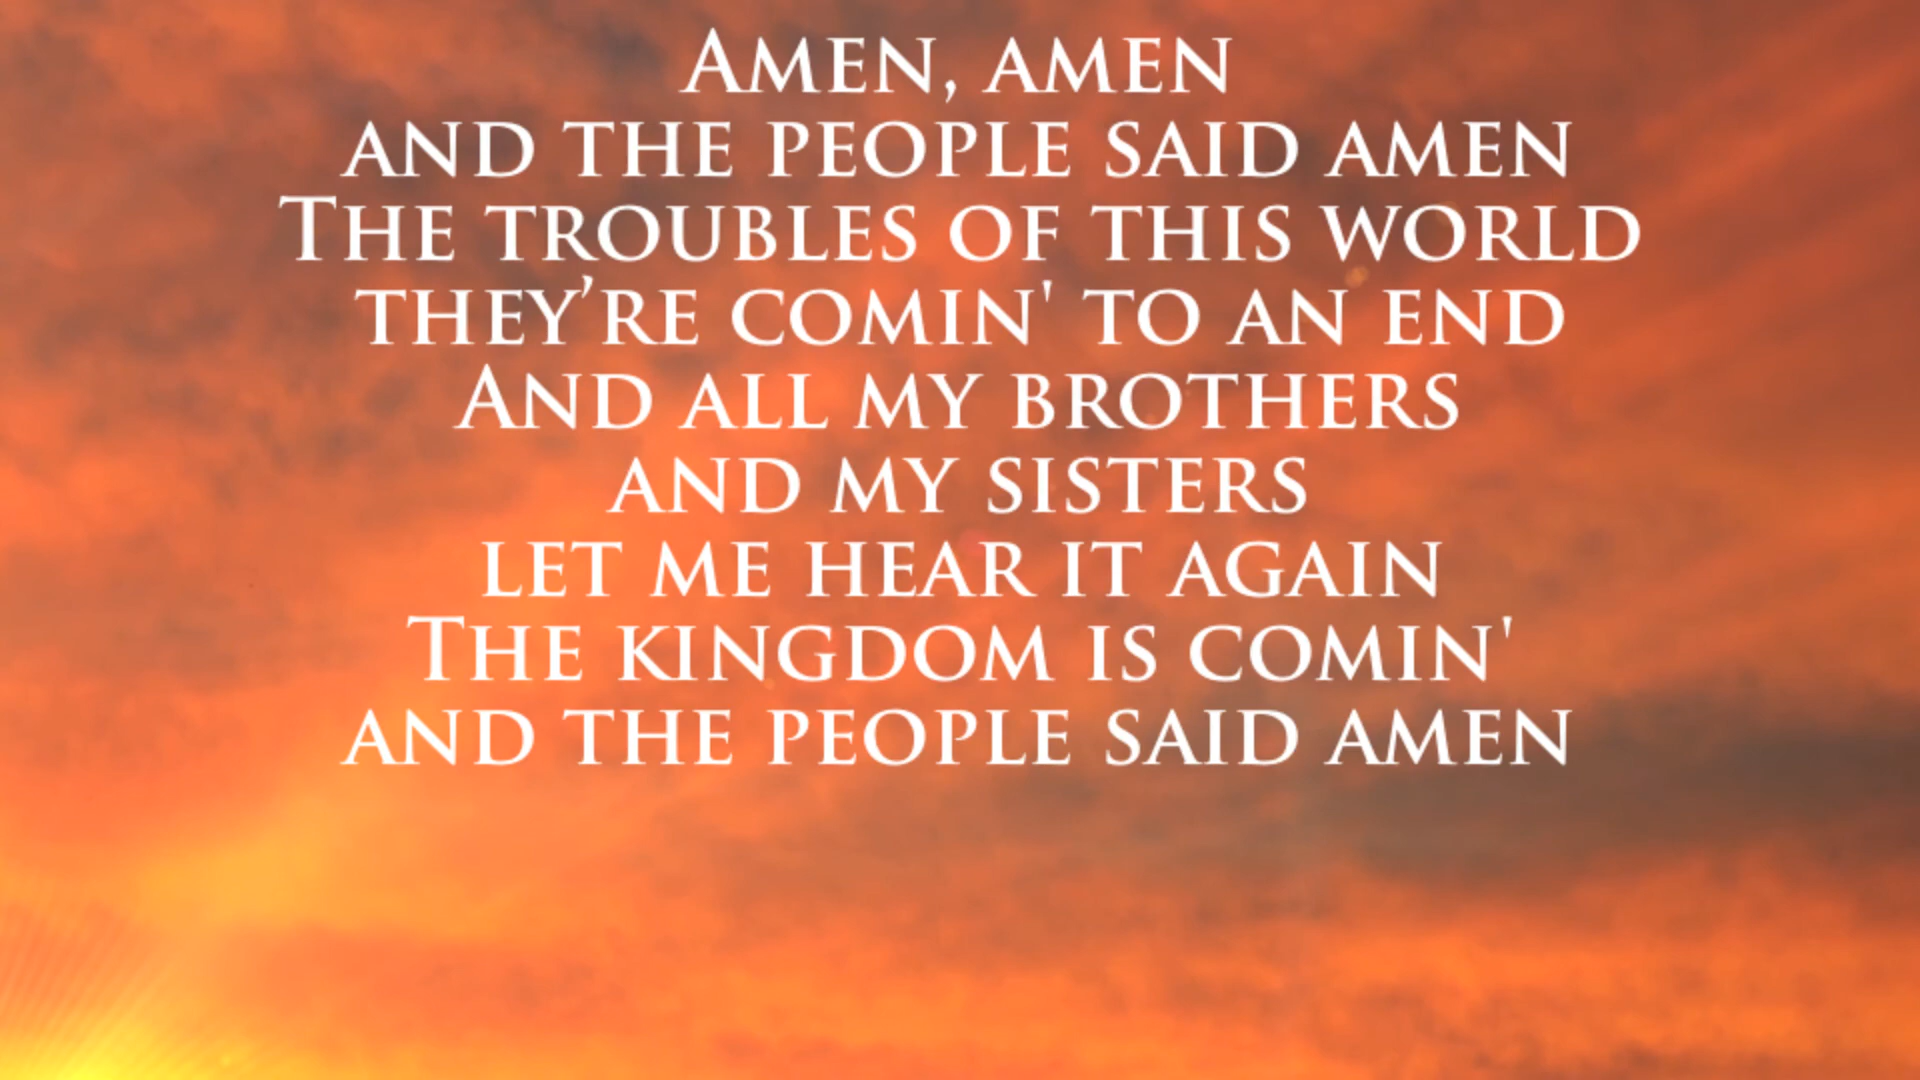 Amen, amen
and the people said amen
The troubles of this world
they’re comin' to an end
And all my brothers
and my sisters
let me hear it again
The kingdom is comin'
and the people said amen